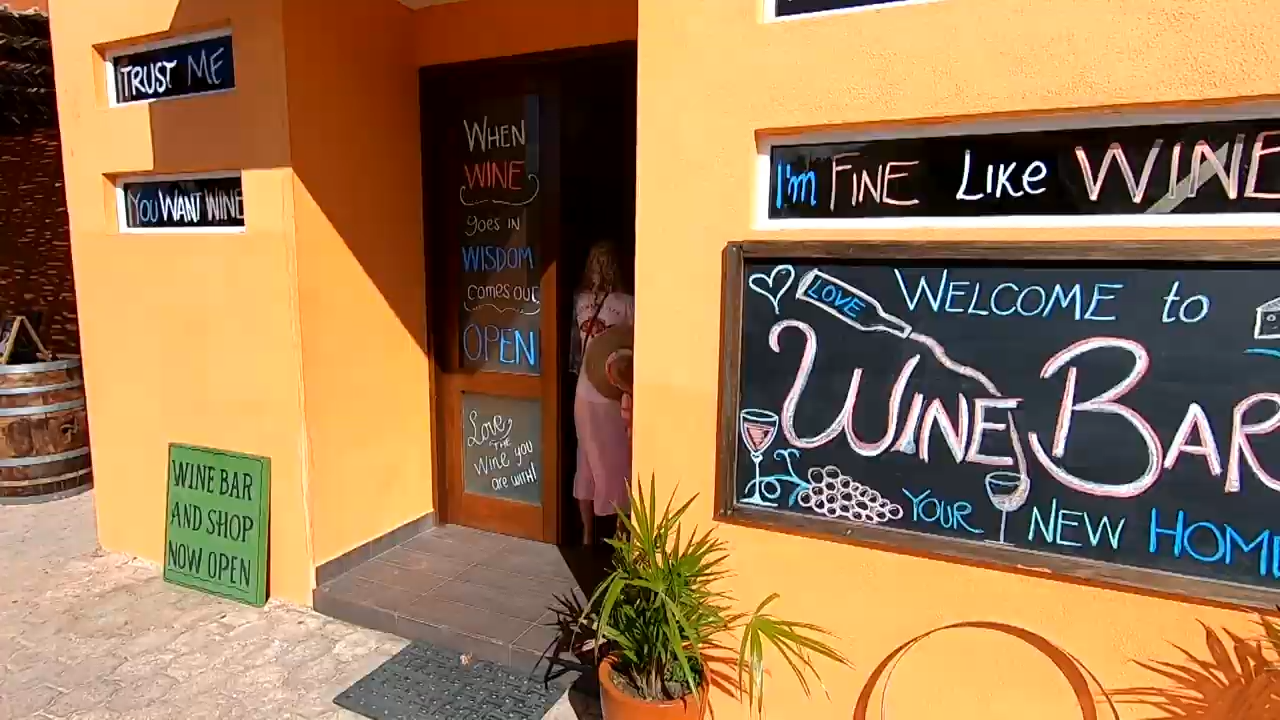 TRUST ME
YOU WANT WINE
WHEN
WINE
goes in
WISDOM
comes out
OPEN
Love
THE
Wine you
are WITH!
WINE BAR
AND SHOP
NOW OPEN
I'm FINE Like WINE
LOVE
WELCOME to
WINE BAR
YOUR NEW HOME